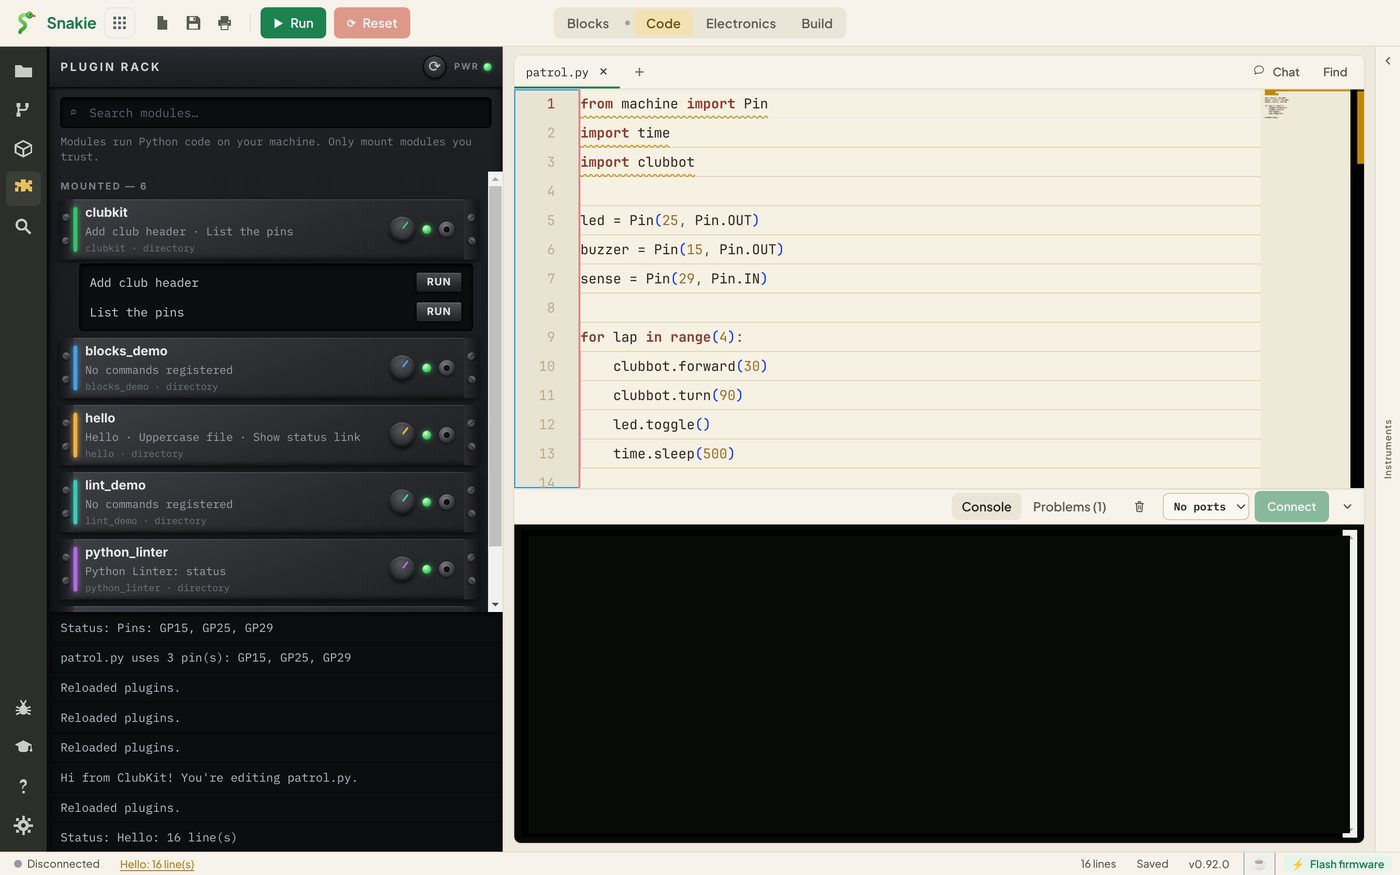 Snakie
Run
Reset
Blocks
Code
Electronics
Build
PLUGIN RACK
PWR
Search modules…
Modules run Python code on your machine. Only mount modules you
trust.
MOUNTED — 6
clubkit
Add club header · List the pins
clubkit · directory
Add club header
RUN
List the pins
RUN
blocks_demo
No commands registered
blocks_demo · directory
hello
Hello · Uppercase file · Show status link
hello · directory
lint_demo
No commands registered
lint_demo · directory
python_linter
Python Linter: status
python_linter · directory
Status: Pins: GP15, GP25, GP29
patrol.py uses 3 pin(s): GP15, GP25, GP29
Reloaded plugins.
Reloaded plugins.
Reloaded plugins.
Hi from ClubKit! You're editing patrol.py.
Reloaded plugins.
Status: Hello: 16 line(s)
patrol.py
Chat
Find
1 from machine import Pin
2 import time
3 import clubbot
4
5 led = Pin(25, Pin.OUT)
6 buzzer = Pin(15, Pin.OUT)
7 sense = Pin(29, Pin.IN)
8
9 for lap in range(4):
10 clubbot.forward(30)
11 clubbot.turn(90)
12 led.toggle()
13 time.sleep(500)
14
Console
Problems (1)
No ports
Connect
Instruments
Disconnected
Hello: 16 line(s)
16 lines
Saved
v0.92.0
Flash firmware